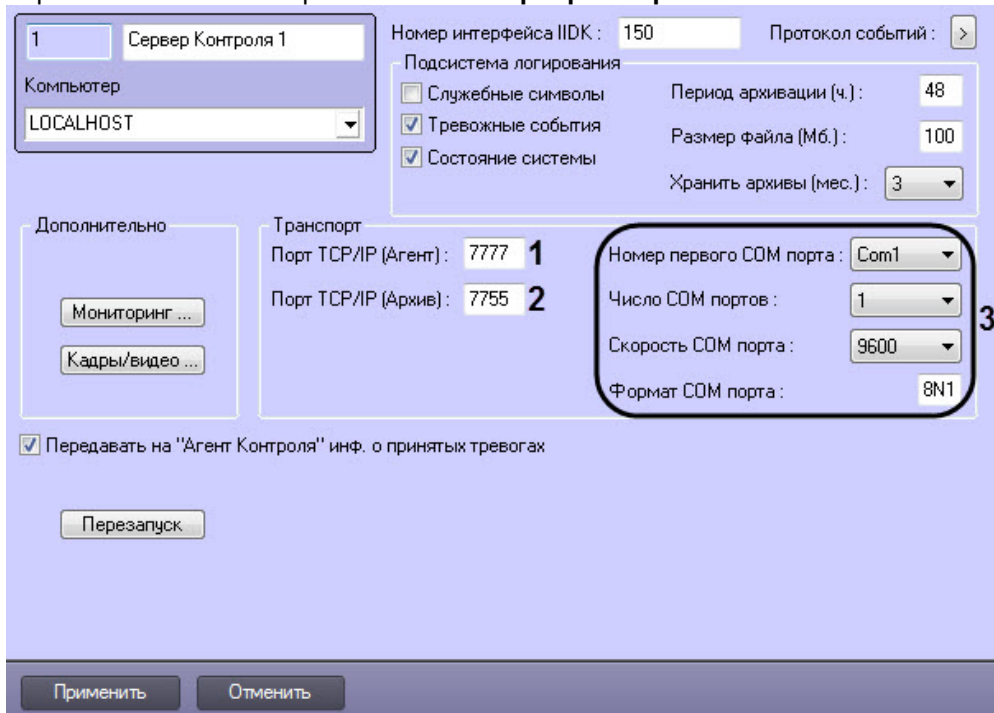 1
Сервер Контроля 1
Компьютер
LOCALHOST
Номер интерфейса IIDK : 150
Протокол событий : >
Подсистема логирования
Служебные символы
Тревожные события
Состояние системы
Период архивации (ч.) : 48
Размер файла (Мб.) : 100
Хранить архивы (мес.) : 3
Дополнительно
Мониторинг ...
Кадры/видео ...
Транспорт
Порт TCP/IP (Агент) : 7777 1
Порт TCP/IP (Архив) : 7755 2
Номер первого COM порта : Com1
Число COM портов : 1
Скорость COM порта : 9600
Формат COM порта : 8N1
3
Передавать на "Агент Контроля" инф. о принятых тревогах
Перезапуск
Применить
Отменить